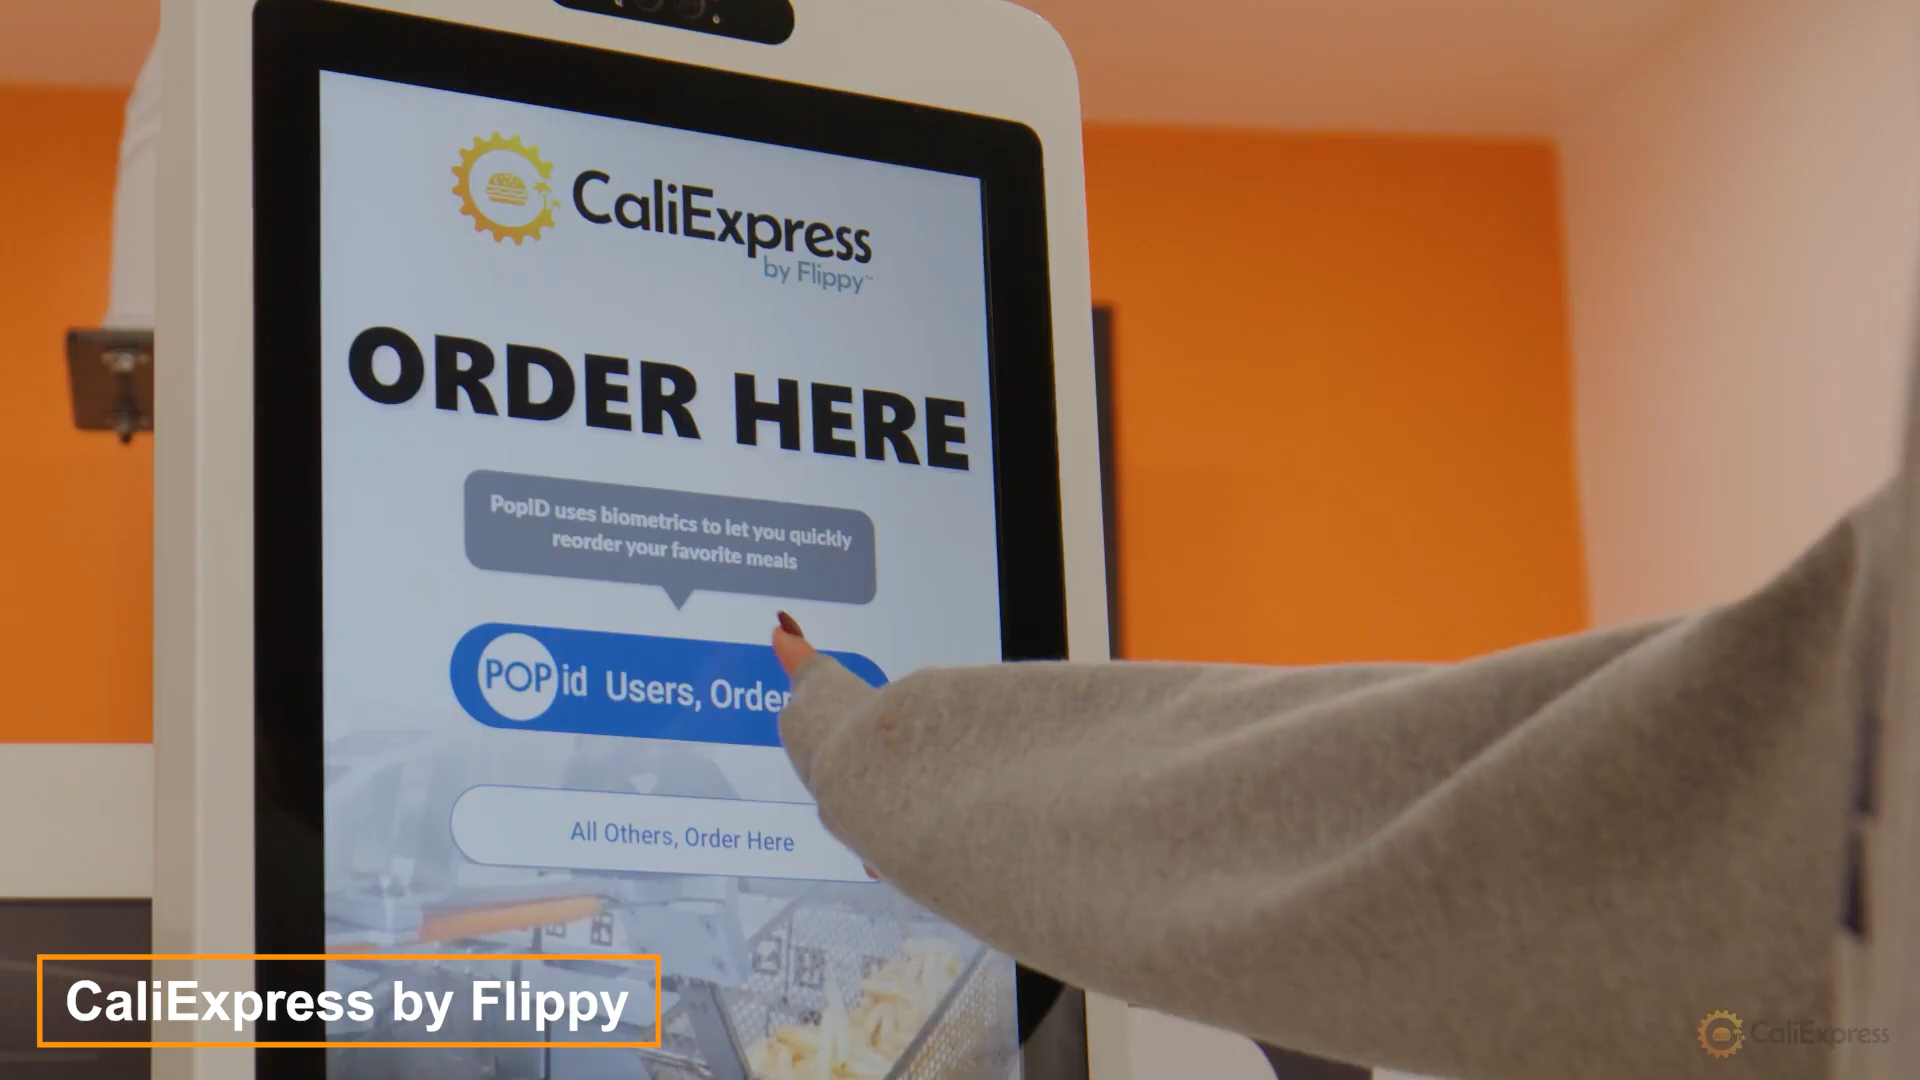 CaliExpress
by Flippy™
ORDER HERE
PopID uses biometrics to let you quickly
reorder your favorite meals
POPid Users, Order
All Others, Order Here
CaliExpress by Flippy
CaliExpress